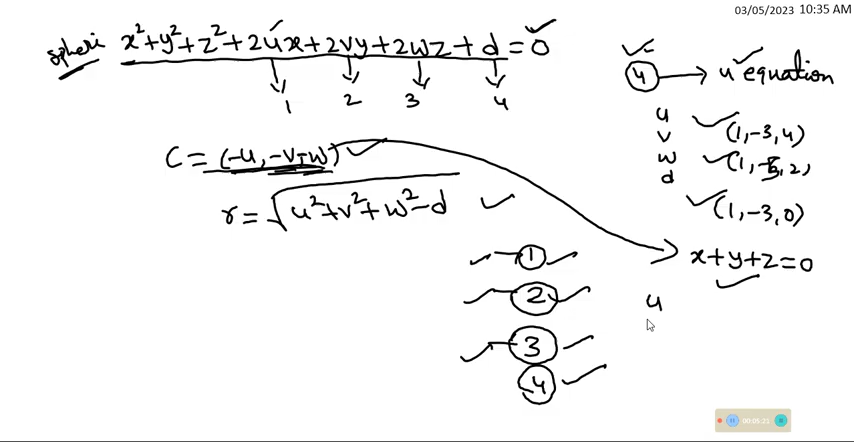 03/05/2023 10:35 AM
x²+y²+z²+2ux+2vy+2wz+d=0
1 2 3 4
4 → 4 equation
C = (-u, -v, -w)
r = √u²+v²+w²-d
u
v
w
d
(1,-3,4)
(1,-5,2)
(1,-3,0)
x+y+z=0
1
2
3
4
4
00:05:21